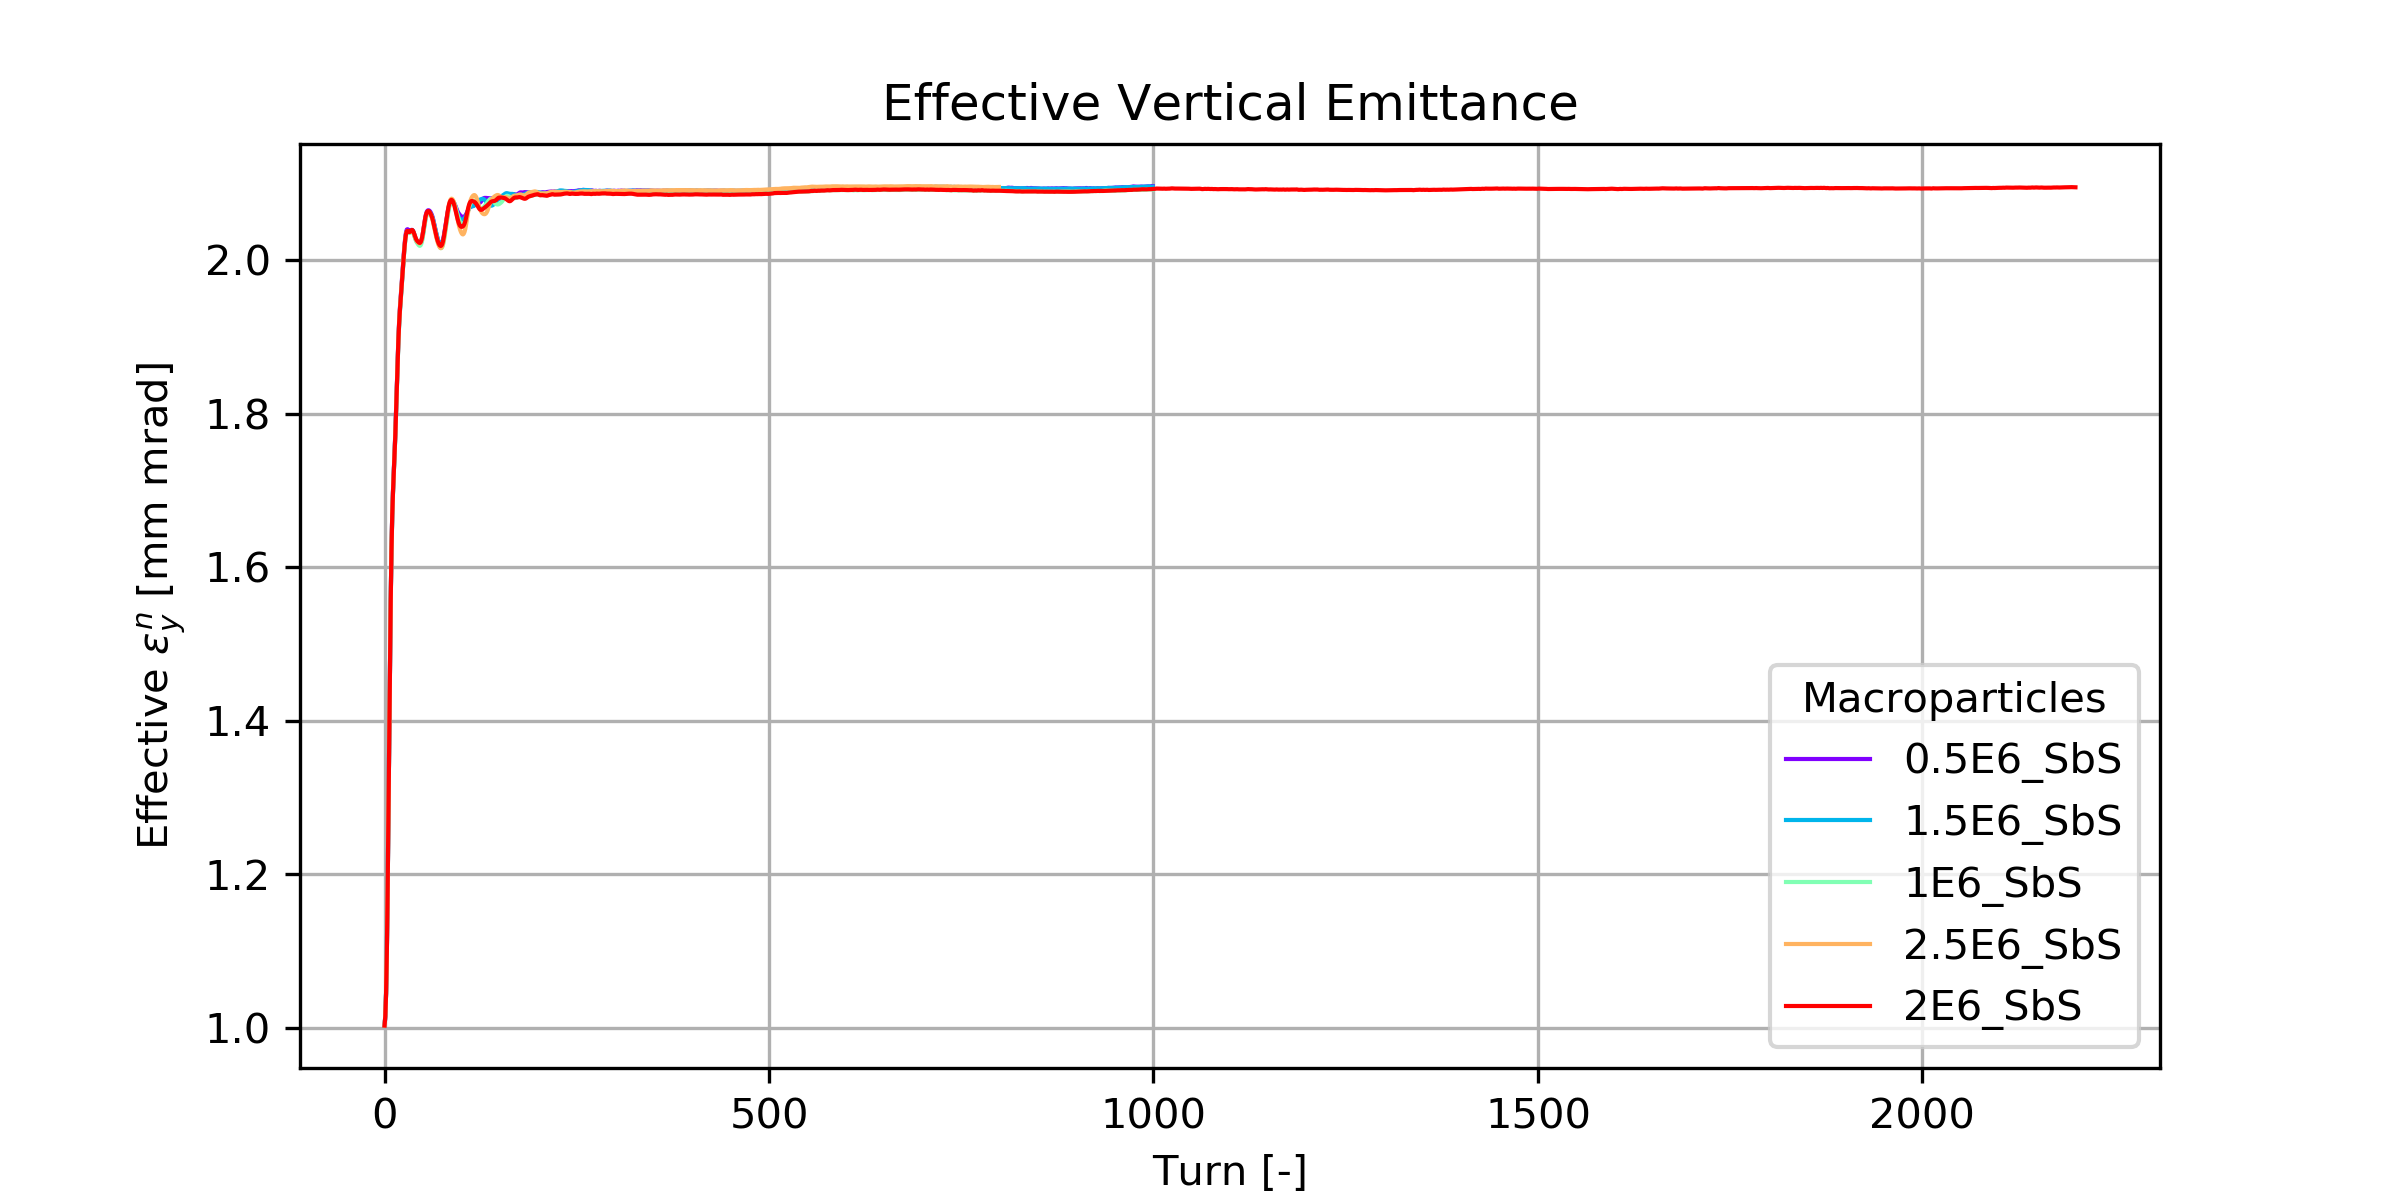 Effective Vertical Emittance
Effective $\varepsilon_y^n$ [mm mrad]
2.0
1.8
1.6
1.4
1.2
1.0
0
500
1000
1500
2000
Turn [-]
Macroparticles
0.5E6_SbS
1.5E6_SbS
1E6_SbS
2.5E6_SbS
2E6_SbS